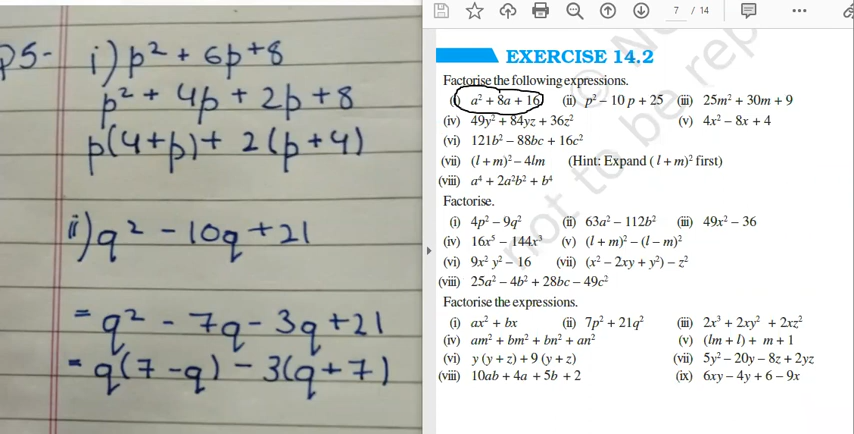 Q5- i) p² + 6p + 8
p² + 4p + 2p + 8
p(4+p) + 2(p+4)
ii) q² - 10q + 21
= q² - 7q - 3q + 21
= q(7-q) - 3(q+7)
7 / 14
EXERCISE 14.2
Factorise the following expressions.
(i) a² + 8a + 16 (ii) p² – 10 p + 25 (iii) 25m² + 30m + 9
(iv) 49y² + 84yz + 36z² (v) 4x² – 8x + 4
(vi) 121b² – 88bc + 16c²
(vii) (l + m)² – 4lm (Hint: Expand ( l + m)² first)
(viii) a⁴ + 2a²b² + b⁴
Factorise.
(i) 4p² – 9q² (ii) 63a² – 112b² (iii) 49x² – 36
(iv) 16x⁵ – 144x³ (v) (l + m)² – (l – m)²
(vi) 9x² y² – 16 (vii) (x² – 2xy + y²) – z²
(viii) 25a² – 4b² + 28bc – 49c²
Factorise the expressions.
(i) ax² + bx (ii) 7p² + 21q² (iii) 2x³ + 2xy² + 2xz²
(iv) am² + bm² + bn² + an² (v) (lm + l) + m + 1
(vi) y (y + z) + 9 (y + z) (vii) 5y² – 20y – 8z + 2yz
(viii) 10ab + 4a + 5b + 2 (ix) 6xy – 4y + 6 – 9x
© N
not to be rep